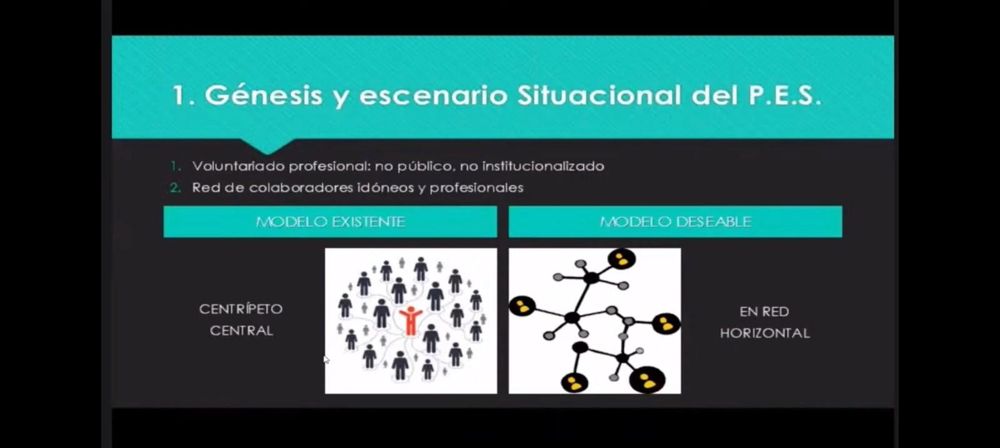 1. Génesis y escenario Situacional del P.E.S.
1. Voluntariado profesional: no público, no institucionalizado
2. Red de colaboradores idóneos y profesionales
MODELO EXISTENTE
MODELO DESEABLE
CENTRÍPETO
CENTRAL
EN RED
HORIZONTAL